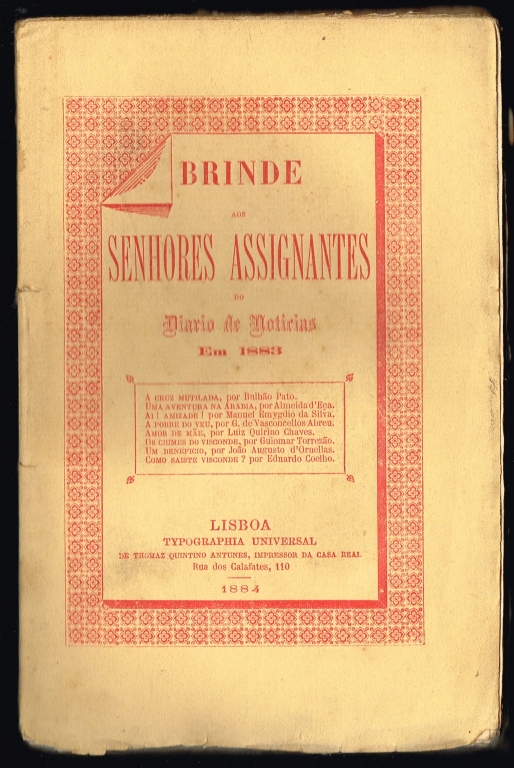 BRINDE
AOS
SENHORES ASSIGNANTES
DO
Diario de Noticias
Em 1883
A CRUZ MUTILADA, por Bulhão Pato.
UMA AVENTURA NA ARABIA, por Almeida d'Eça.
AI! AMIZADE! por Manuel Emygdio da Silva.
A POBRE DO VEU, por G. de Vasconcellos Abreu.
AMOR DE MÃE, por Luiz Quirino Chaves.
OS CIUMES DO VISCONDE, por Guiomar Torrezão.
UM BENEFICIO, por João Augusto d'Ornellas.
COMO SAISTE VISCONDE? por Eduardo Coelho.
LISBOA
TYPOGRAPHIA UNIVERSAL
DE THOMAZ QUINTINO ANTUNES, IMPRESSOR DA CASA REAL
Rua dos Calafates, 110
1884